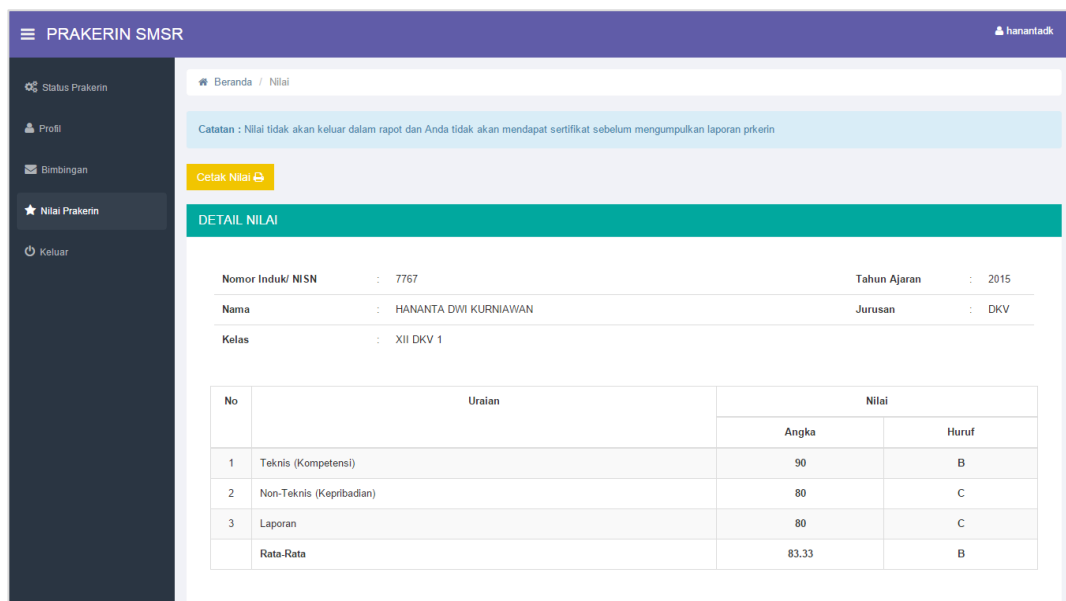 PRAKERIN SMSR
hanantadk
Status Prakerin
Profil
Bimbingan
Nilai Prakerin
Keluar
Beranda / Nilai
Catatan : Nilai tidak akan keluar dalam rapot dan Anda tidak akan mendapat sertifikat sebelum mengumpulkan laporan prkerin
Cetak Nilai
DETAIL NILAI
Nomor Induk/ NISN : 7767 Tahun Ajaran : 2015
Nama : HANANTA DWI KURNIAWAN Jurusan : DKV
Kelas : XII DKV 1
No Uraian Nilai
Angka Huruf
1 Teknis (Kompetensi) 90 B
2 Non-Teknis (Kepribadian) 80 C
3 Laporan 80 C
Rata-Rata 83.33 B